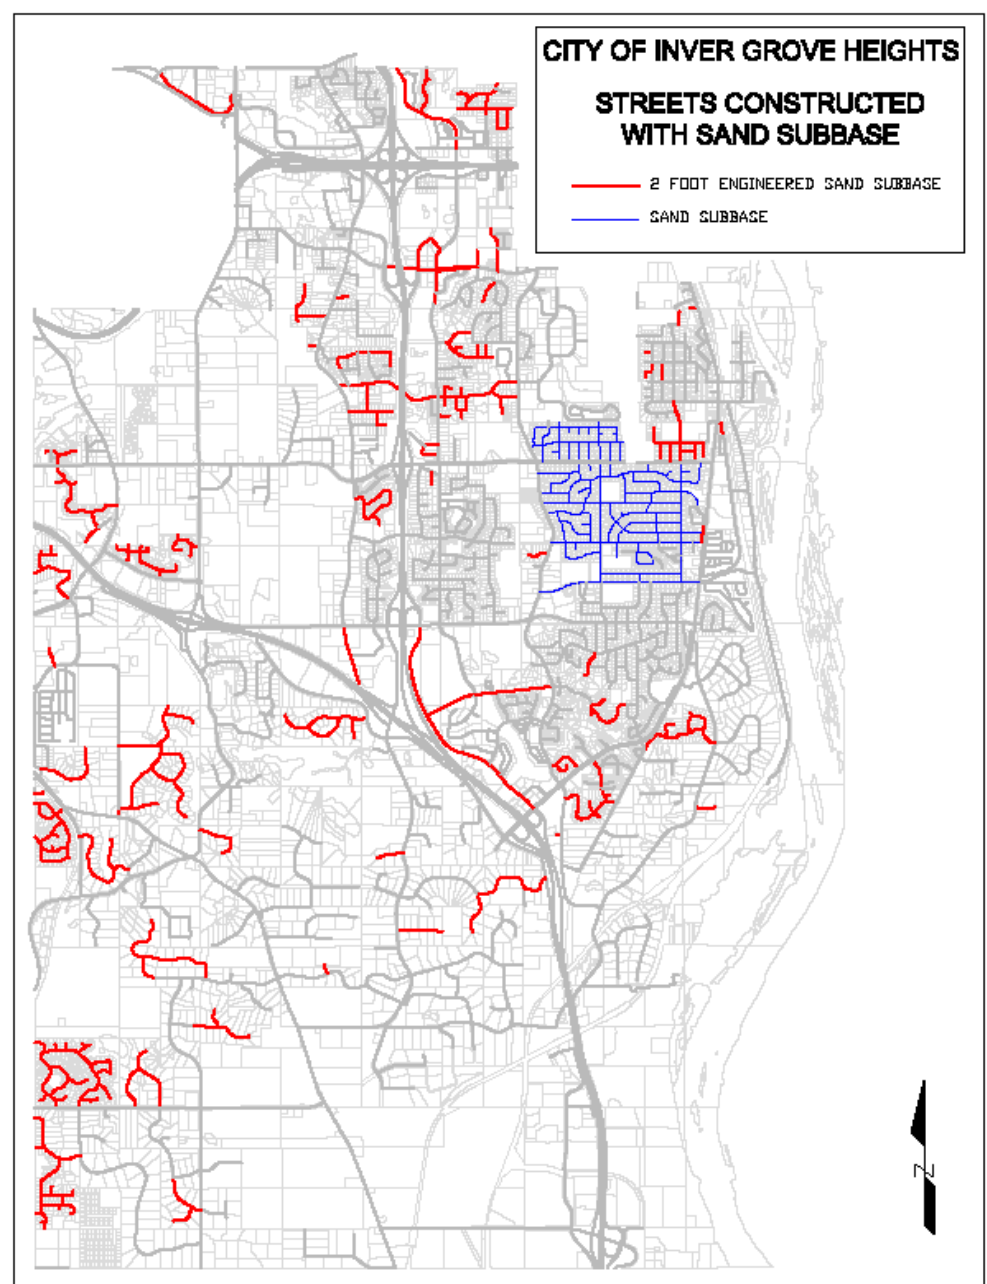 CITY OF INVER GROVE HEIGHTS
STREETS CONSTRUCTED
WITH SAND SUBBASE
2 FOOT ENGINEERED SAND SUBBASE
SAND SUBBASE
N